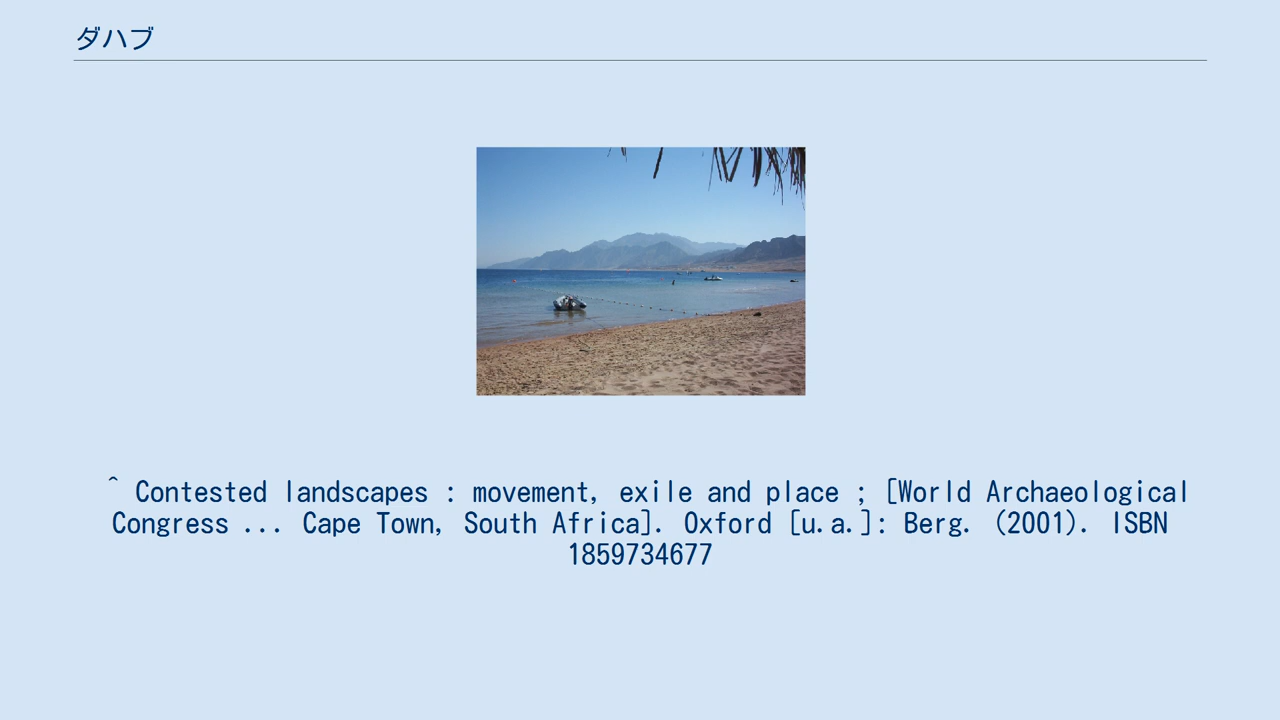 ダハブ
^ Contested landscapes : movement, exile and place ; [World Archaeological
Congress ... Cape Town, South Africa]. Oxford [u.a.]: Berg. (2001). ISBN
1859734677